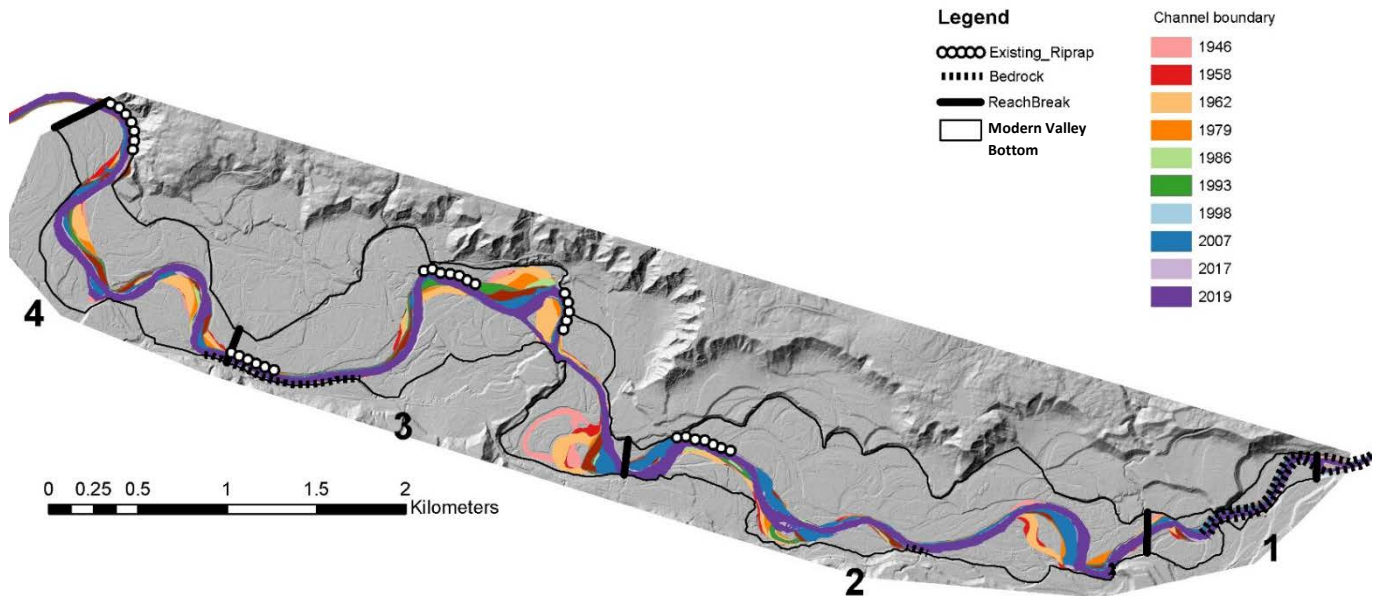 Legend
Existing_Riprap
Bedrock
ReachBreak
Modern Valley
Bottom
Channel boundary
1946
1958
1962
1979
1986
1993
1998
2007
2017
2019
4
3
2
1
0 0.25 0.5 1 1.5 2
Kilometers